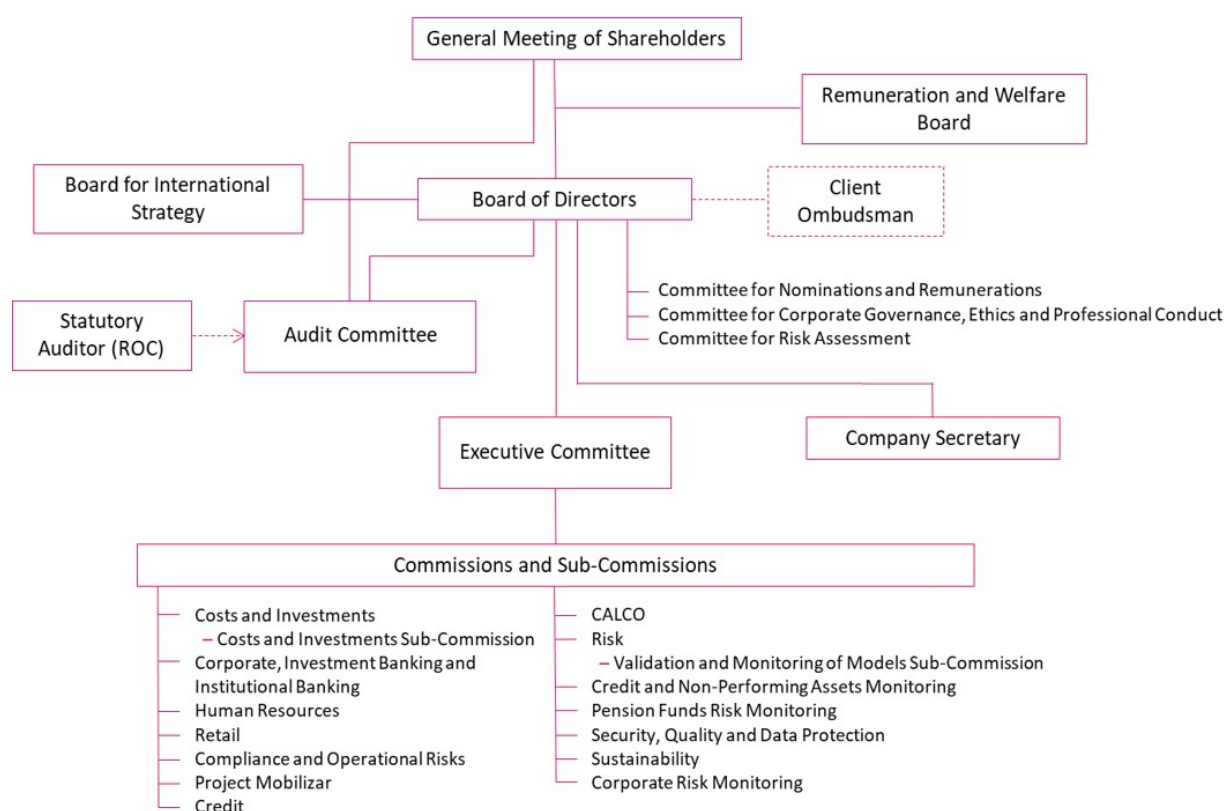 General Meeting of Shareholders
Remuneration and Welfare
Board
Board for International
Strategy
Board of Directors
Client
Ombudsman
Committee for Nominations and Remunerations
Committee for Corporate Governance, Ethics and Professional Conduct
Committee for Risk Assessment
Statutory
Auditor (ROC)
Audit Committee
Executive Committee
Company Secretary
Commissions and Sub-Commissions
Costs and Investments
– Costs and Investments Sub-Commission
Corporate, Investment Banking and
Institutional Banking
Human Resources
Retail
Compliance and Operational Risks
Project Mobilizar
Credit
CALCO
Risk
– Validation and Monitoring of Models Sub-Commission
Credit and Non-Performing Assets Monitoring
Pension Funds Risk Monitoring
Security, Quality and Data Protection
Sustainability
Corporate Risk Monitoring